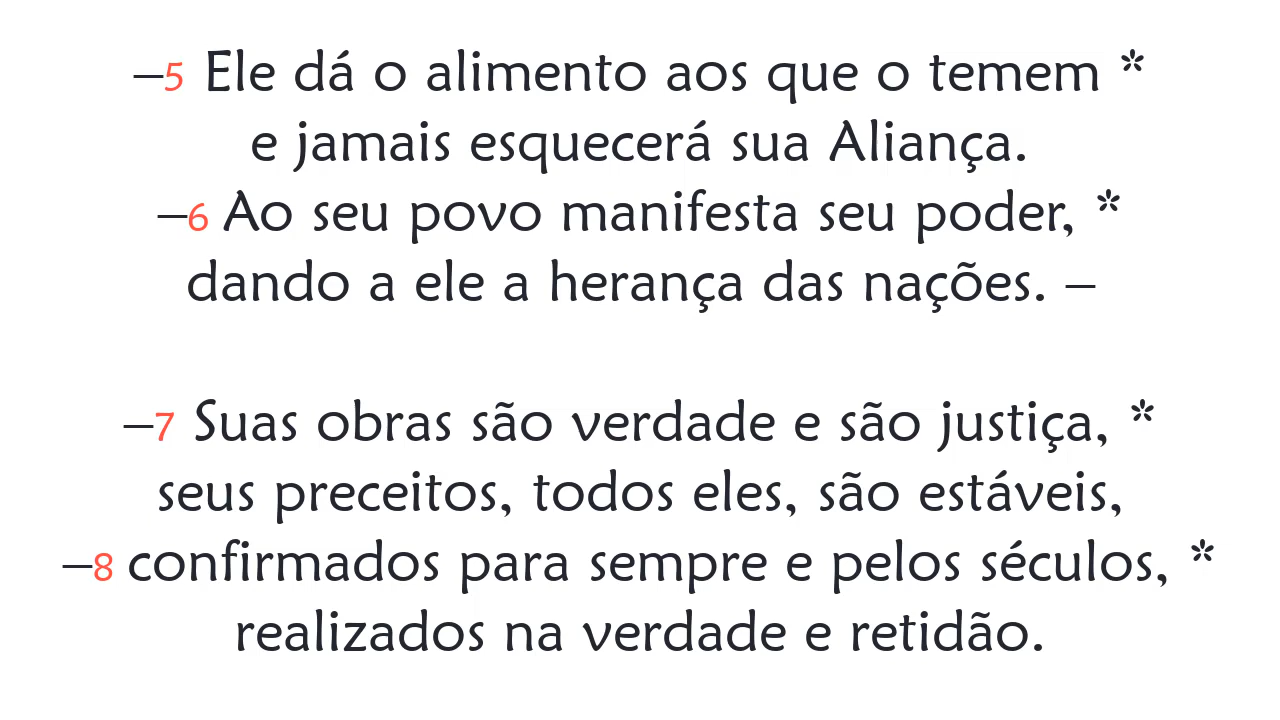 –5 Ele dá o alimento aos que o temem *
e jamais esquecerá sua Aliança.
–6 Ao seu povo manifesta seu poder, *
dando a ele a herança das nações. –
–7 Suas obras são verdade e são justiça, *
seus preceitos, todos eles, são estáveis,
–8 confirmados para sempre e pelos séculos, *
realizados na verdade e retidão.